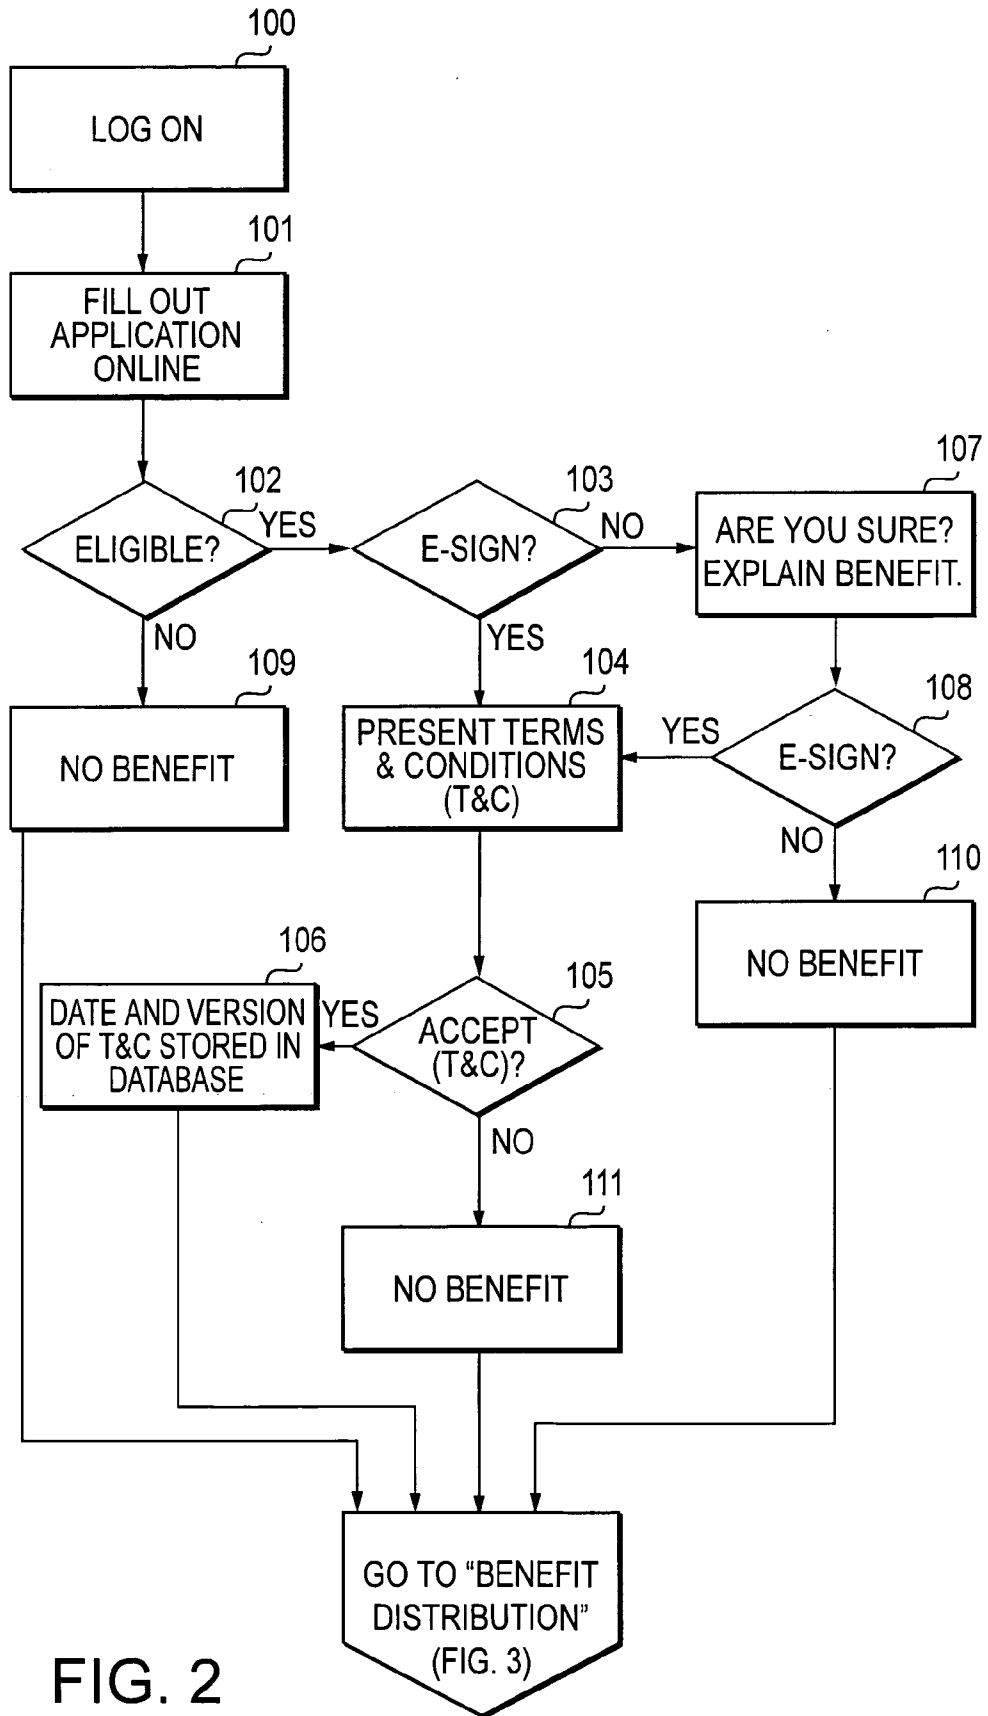 100
LOG ON
101
FILL OUT
APPLICATION
ONLINE
102
ELIGIBLE?
YES
NO
103
E-SIGN?
NO
YES
107
ARE YOU SURE?
EXPLAIN BENEFIT.
109
NO BENEFIT
104
PRESENT TERMS
& CONDITIONS
(T&C)
108
E-SIGN?
YES
NO
110
NO BENEFIT
106
DATE AND VERSION
OF T&C STORED IN
DATABASE
105
ACCEPT
(T&C)?
YES
NO
111
NO BENEFIT
GO TO “BENEFIT
DISTRIBUTION”
(FIG. 3)
FIG. 2